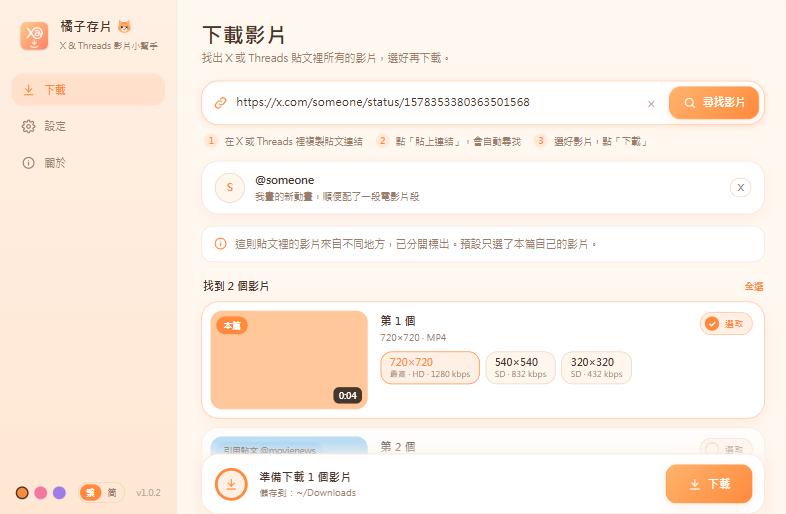 橘子存片
X & Threads 影片小幫手
下載
設定
關於
繁 简 v1.0.2
下載影片
找出 X 或 Threads 貼文裡所有的影片，選好再下載。
https://x.com/someone/status/1578353380363501568
× 尋找影片
1 在 X 或 Threads 裡複製貼文連結 2 點「貼上連結」，會自動尋找 3 選好影片，點「下載」
S
@someone
我畫的新動畫，順便配了一段電影片段
X
這則貼文裡的影片來自不同地方，已分開標出。預設只選了本篇自己的影片。
找到 2 個影片 全選
本篇
0:04
第 1 個
720×720 · MP4
選取
720×720
最高 · HD · 1280 kbps
540×540
SD · 832 kbps
320×320
SD · 432 kbps
引用貼文 @movienews
第 2 個
選取
準備下載 1 個影片
儲存到：~/Downloads
下載